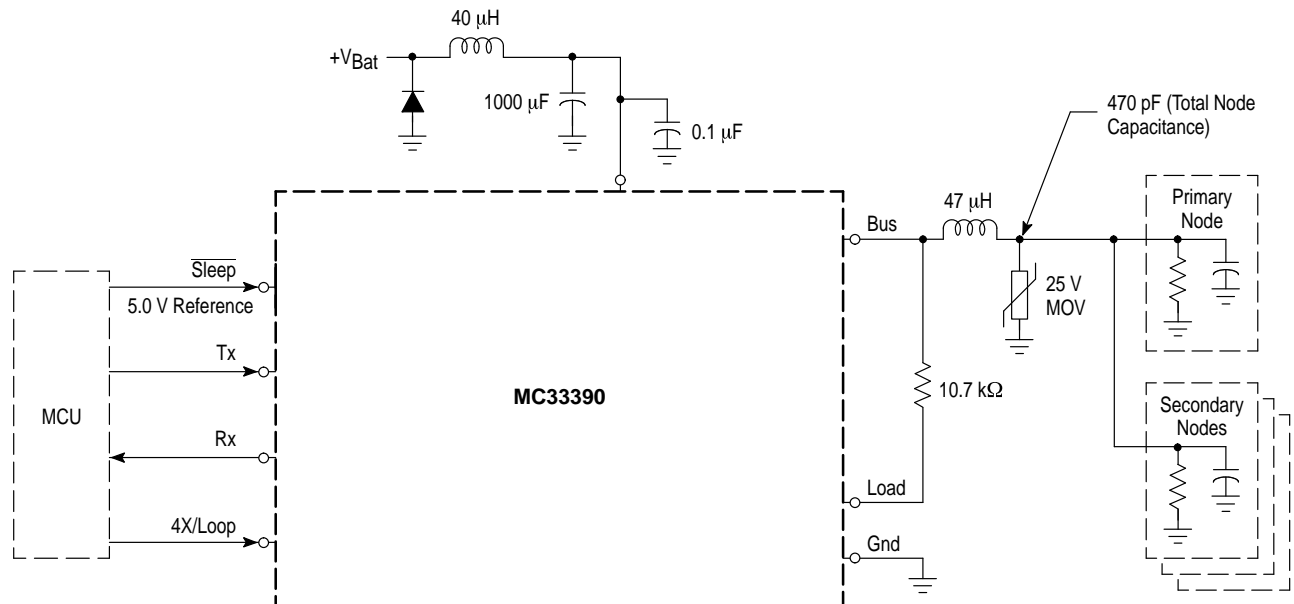 40 μH
+VBat
1000 μF
0.1 μF
470 pF (Total Node
Capacitance)
47 μH
Primary
Node
Bus
Sleep
5.0 V Reference
25 V
MOV
Tx
MC33390
10.7 kΩ
MCU
Secondary
Nodes
Rx
Load
4X/Loop
Gnd